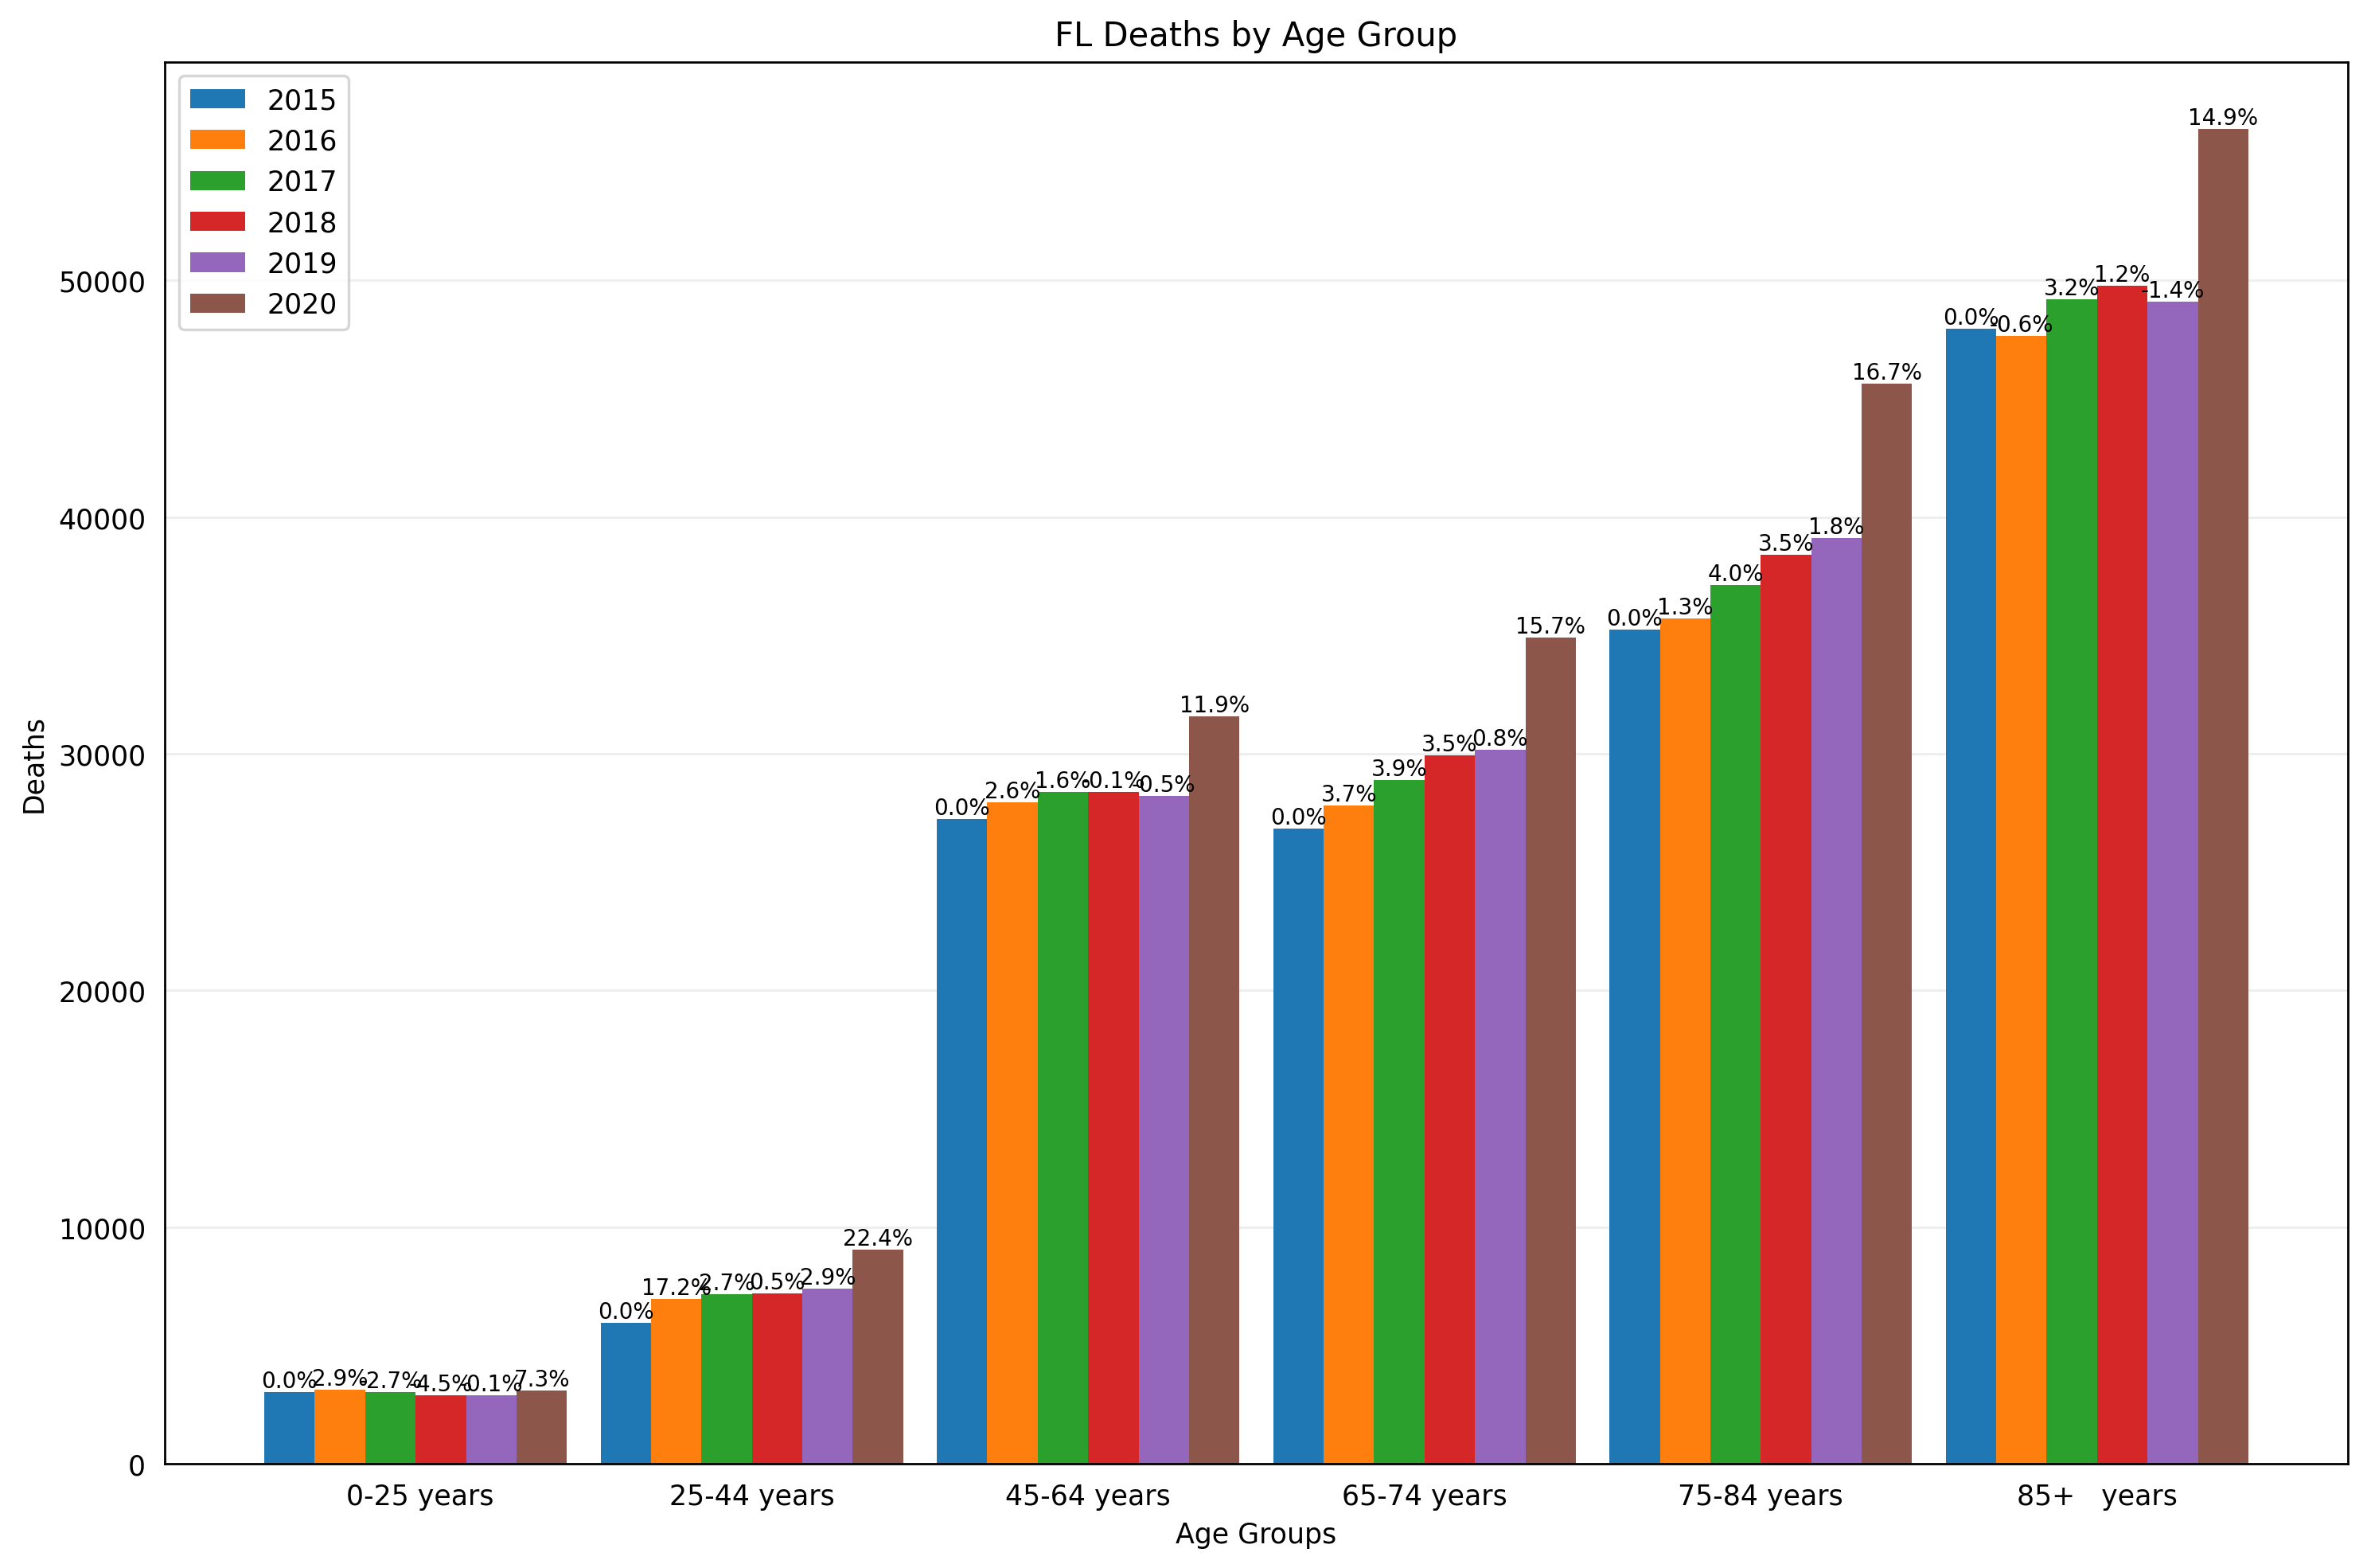 FL Deaths by Age Group
2015
2016
2017
2018
2019
2020
Deaths
50000
40000
30000
20000
10000
0
0.0% 2.9% -2.7% -4.5% 0.1% 7.3%
0.0% 17.2% 2.7% 0.5% 2.9% 22.4%
0.0% 2.6% 1.6% -0.1% -0.5% 11.9%
0.0% 3.7% 3.9% 3.5% 0.8% 15.7%
0.0% 1.3% 4.0% 3.5% 1.8% 16.7%
0.0% -0.6% 3.2% 1.2% -1.4% 14.9%
0-25 years 25-44 years 45-64 years 65-74 years 75-84 years 85+ years
Age Groups